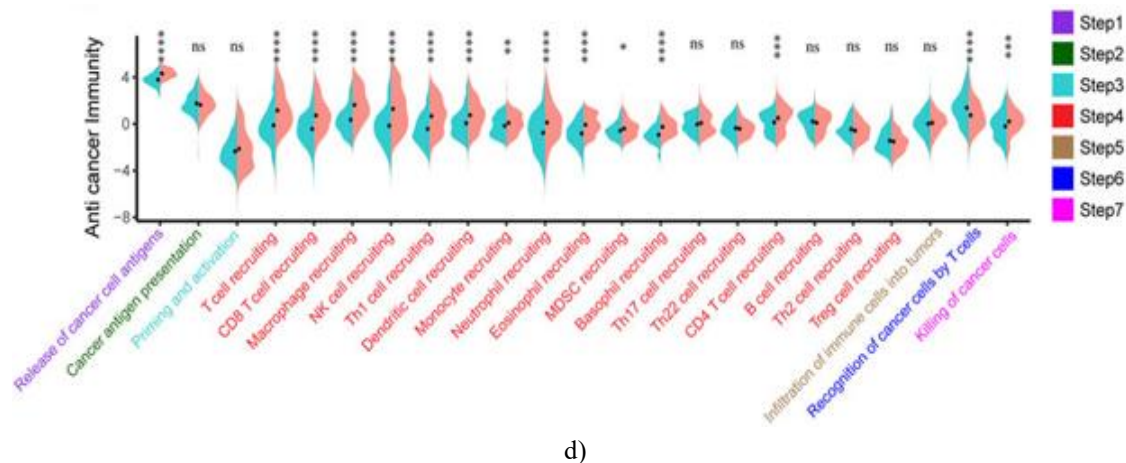 **** ns ns **** **** **** **** **** **** ** **** **** * **** ns ns *** ns ns ns ns **** ***
Anti cancer Immunity
4
0
−4
−8
Release of cancer cell antigens
Cancer antigen presentation
Priming and activation
T cell recruiting
CD8 T cell recruiting
Macrophage recruiting
NK cell recruiting
Th1 cell recruiting
Dendritic cell recruiting
Monocyte recruiting
Neutrophil recruiting
Eosinophil recruiting
MDSC recruiting
Basophil recruiting
Th17 cell recruiting
Th22 cell recruiting
CD4 T cell recruiting
B cell recruiting
Th2 cell recruiting
Treg cell recruiting
Infiltration of immune cells into tumors
Recognition of cancer cells by T cells
Killing of cancer cells
Step1
Step2
Step3
Step4
Step5
Step6
Step7
d)